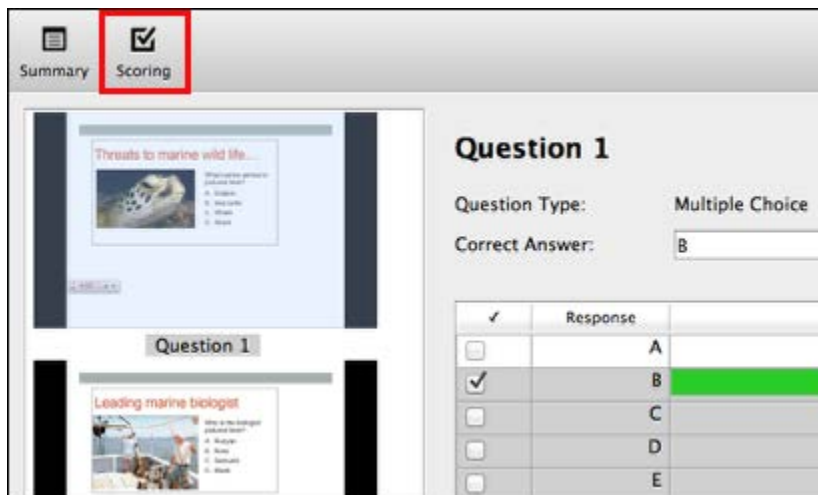 Summary
Scoring
Threats to marine wild life...
Question 1
Leading marine biologist
Question 1
Question Type: Multiple Choice
Correct Answer: B
✓ Response
A
B
C
D
E